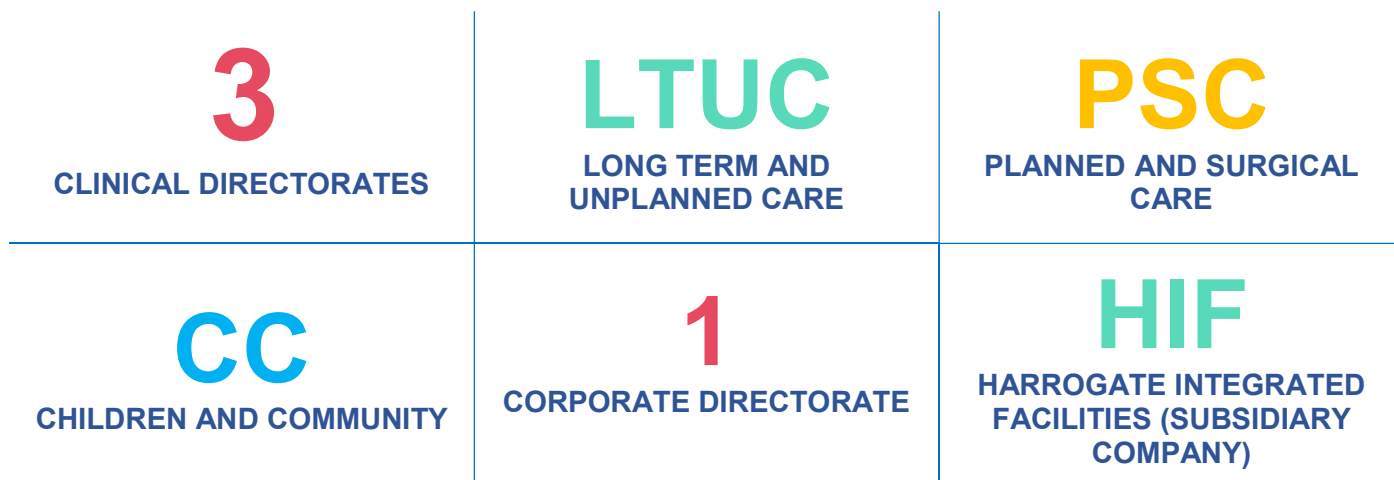 3
CLINICAL DIRECTORATES
LTUC
LONG TERM AND
UNPLANNED CARE
PSC
PLANNED AND SURGICAL
CARE
CC
CHILDREN AND COMMUNITY
1
CORPORATE DIRECTORATE
HIF
HARROGATE INTEGRATED
FACILITIES (SUBSIDIARY
COMPANY)